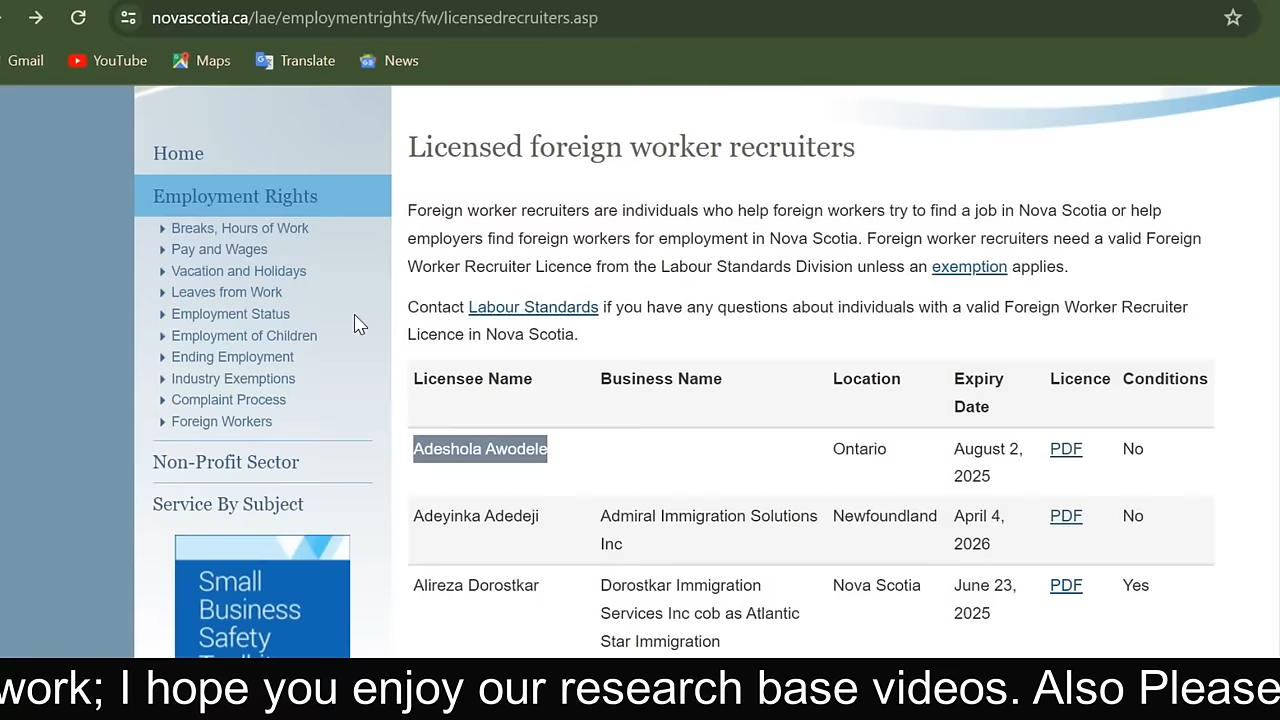 novascotia.ca/lae/employmentrights/fw/licensedrecruiters.asp
Gmail YouTube Maps Translate News
Home
Employment Rights
Breaks, Hours of Work
Pay and Wages
Vacation and Holidays
Leaves from Work
Employment Status
Employment of Children
Ending Employment
Industry Exemptions
Complaint Process
Foreign Workers
Non-Profit Sector
Service By Subject
Small
Business
Safety
Licensed foreign worker recruiters
Foreign worker recruiters are individuals who help foreign workers try to find a job in Nova Scotia or help
employers find foreign workers for employment in Nova Scotia. Foreign worker recruiters need a valid Foreign
Worker Recruiter Licence from the Labour Standards Division unless an exemption applies.
Contact Labour Standards if you have any questions about individuals with a valid Foreign Worker Recruiter
Licence in Nova Scotia.
Licensee Name Business Name Location Expiry Licence Conditions
Date
Adeshola Awodele Ontario August 2, PDF No
2025
Adeyinka Adedeji Admiral Immigration Solutions Newfoundland April 4, PDF No
Inc 2026
Alireza Dorostkar Dorostkar Immigration Nova Scotia June 23, PDF Yes
Services Inc cob as Atlantic 2025
Star Immigration
work; I hope you enjoy our research base videos. Also Please